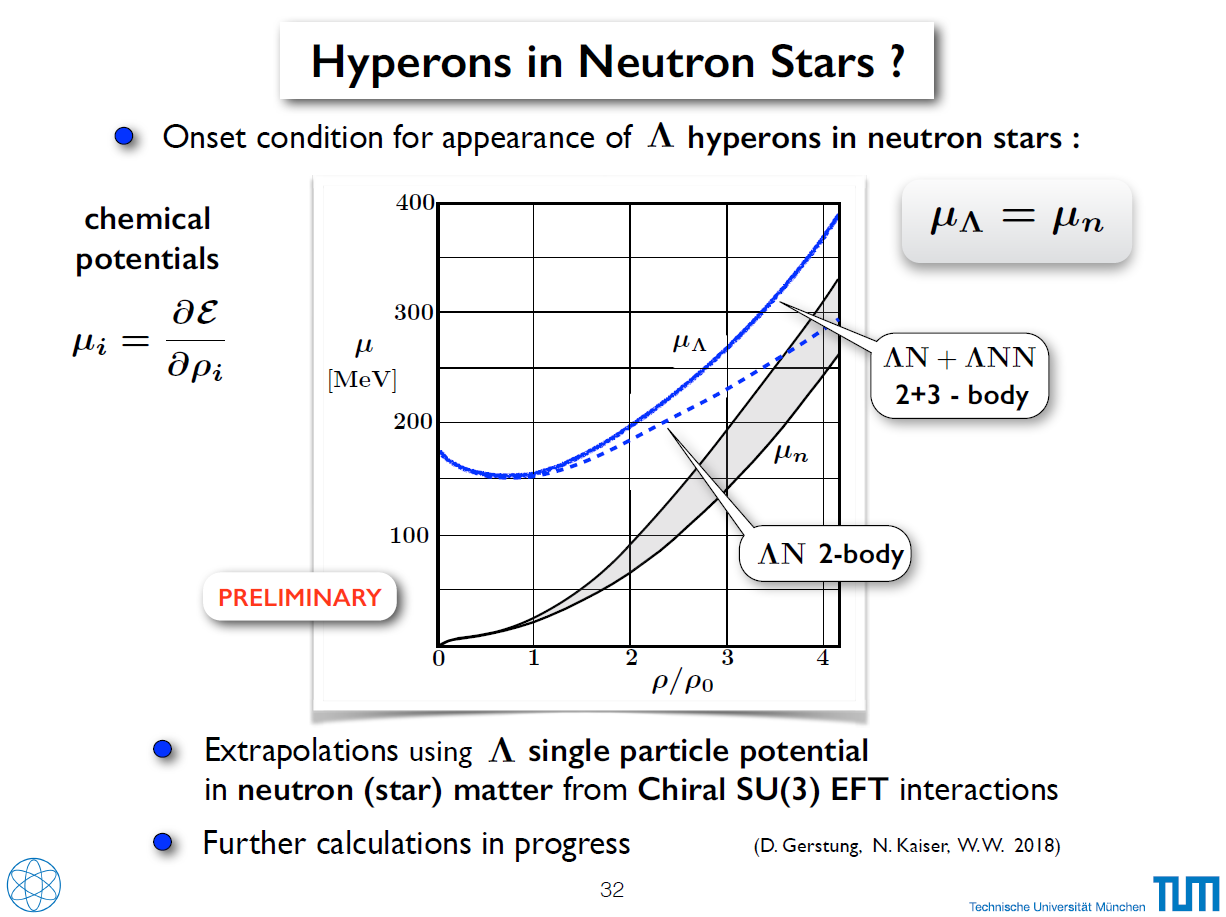 Hyperons in Neutron Stars ?
Onset condition for appearance of Λ hyperons in neutron stars :
chemical
potentials
μ_i = ∂ℰ / ∂ρ_i
μ_Λ = μ_n
400
300
200
100
μ
[MeV]
μ_Λ
μ_n
ΛN + ΛNN
2+3 - body
ΛN 2-body
PRELIMINARY
0 1 2 3 4
ρ/ρ_0
Extrapolations using Λ single particle potential
in neutron (star) matter from Chiral SU(3) EFT interactions
Further calculations in progress
(D. Gerstung, N. Kaiser, W.W. 2018)
32
Technische Universität München
TUM